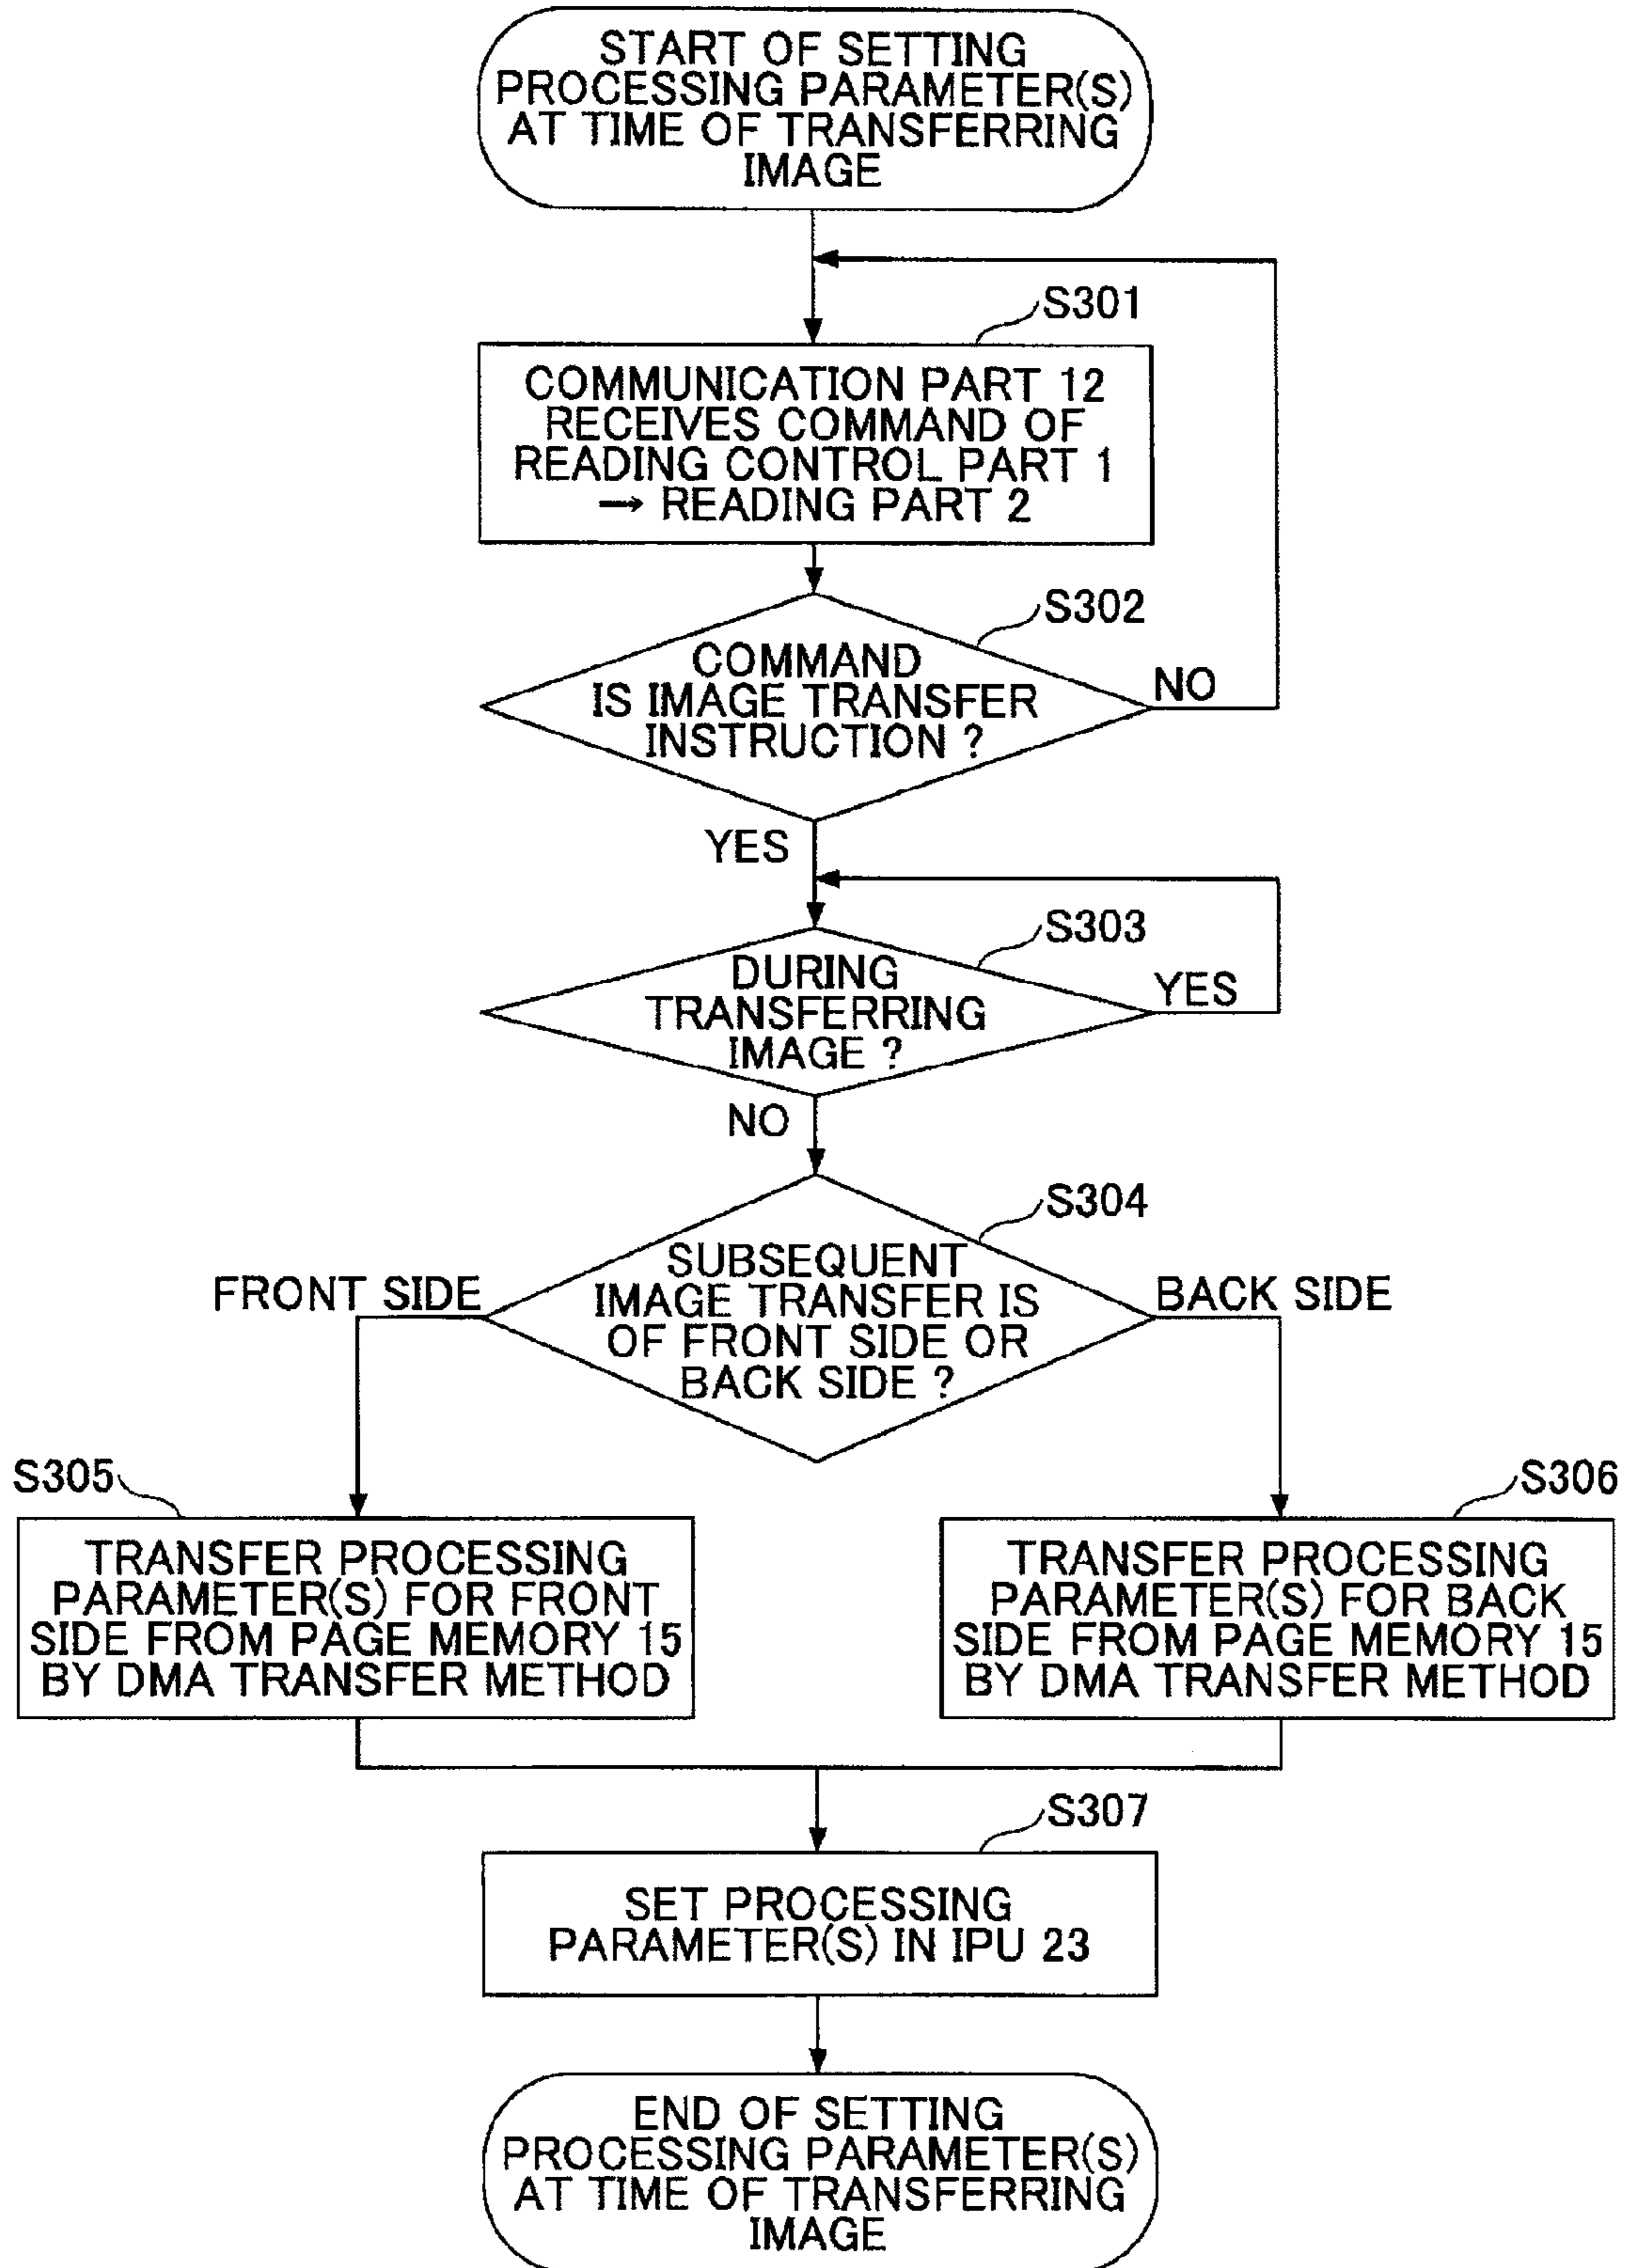 START OF SETTING
PROCESSING PARAMETER(S)
AT TIME OF TRANSFERRING
IMAGE
S301
COMMUNICATION PART 12
RECEIVES COMMAND OF
READING CONTROL PART 1
→ READING PART 2
S302
COMMAND
IS IMAGE TRANSFER
INSTRUCTION ?
NO
YES
S303
DURING
TRANSFERRING
IMAGE ?
YES
NO
S304
SUBSEQUENT
IMAGE TRANSFER IS
OF FRONT SIDE OR
BACK SIDE ?
FRONT SIDE
BACK SIDE
S305
TRANSFER PROCESSING
PARAMETER(S) FOR FRONT
SIDE FROM PAGE MEMORY 15
BY DMA TRANSFER METHOD
S306
TRANSFER PROCESSING
PARAMETER(S) FOR BACK
SIDE FROM PAGE MEMORY 15
BY DMA TRANSFER METHOD
S307
SET PROCESSING
PARAMETER(S) IN IPU 23
END OF SETTING
PROCESSING PARAMETER(S)
AT TIME OF TRANSFERRING
IMAGE